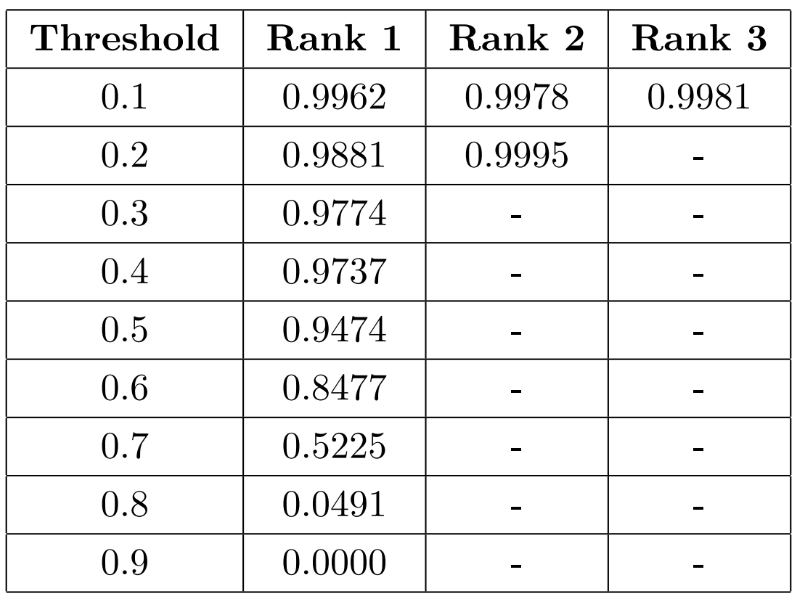 Threshold Rank 1 Rank 2 Rank 3
0.1 0.9962 0.9978 0.9981
0.2 0.9881 0.9995 -
0.3 0.9774 - -
0.4 0.9737 - -
0.5 0.9474 - -
0.6 0.8477 - -
0.7 0.5225 - -
0.8 0.0491 - -
0.9 0.0000 - -